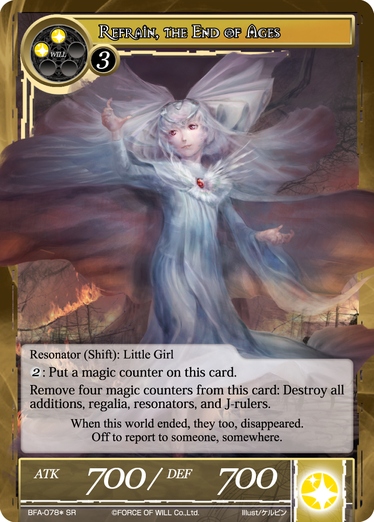 Refrain, the End of Ages
WILL
3
Resonator (Shift): Little Girl
2: Put a magic counter on this card.
Remove four magic counters from this card: Destroy all
additions, regalia, resonators, and J-rulers.
When this world ended, they too, disappeared.
Off to report to someone, somewhere.
ATK 700 / DEF 700
BFA-078* SR ©FORCE OF WILL Co.,Ltd. Illust/ケルビン